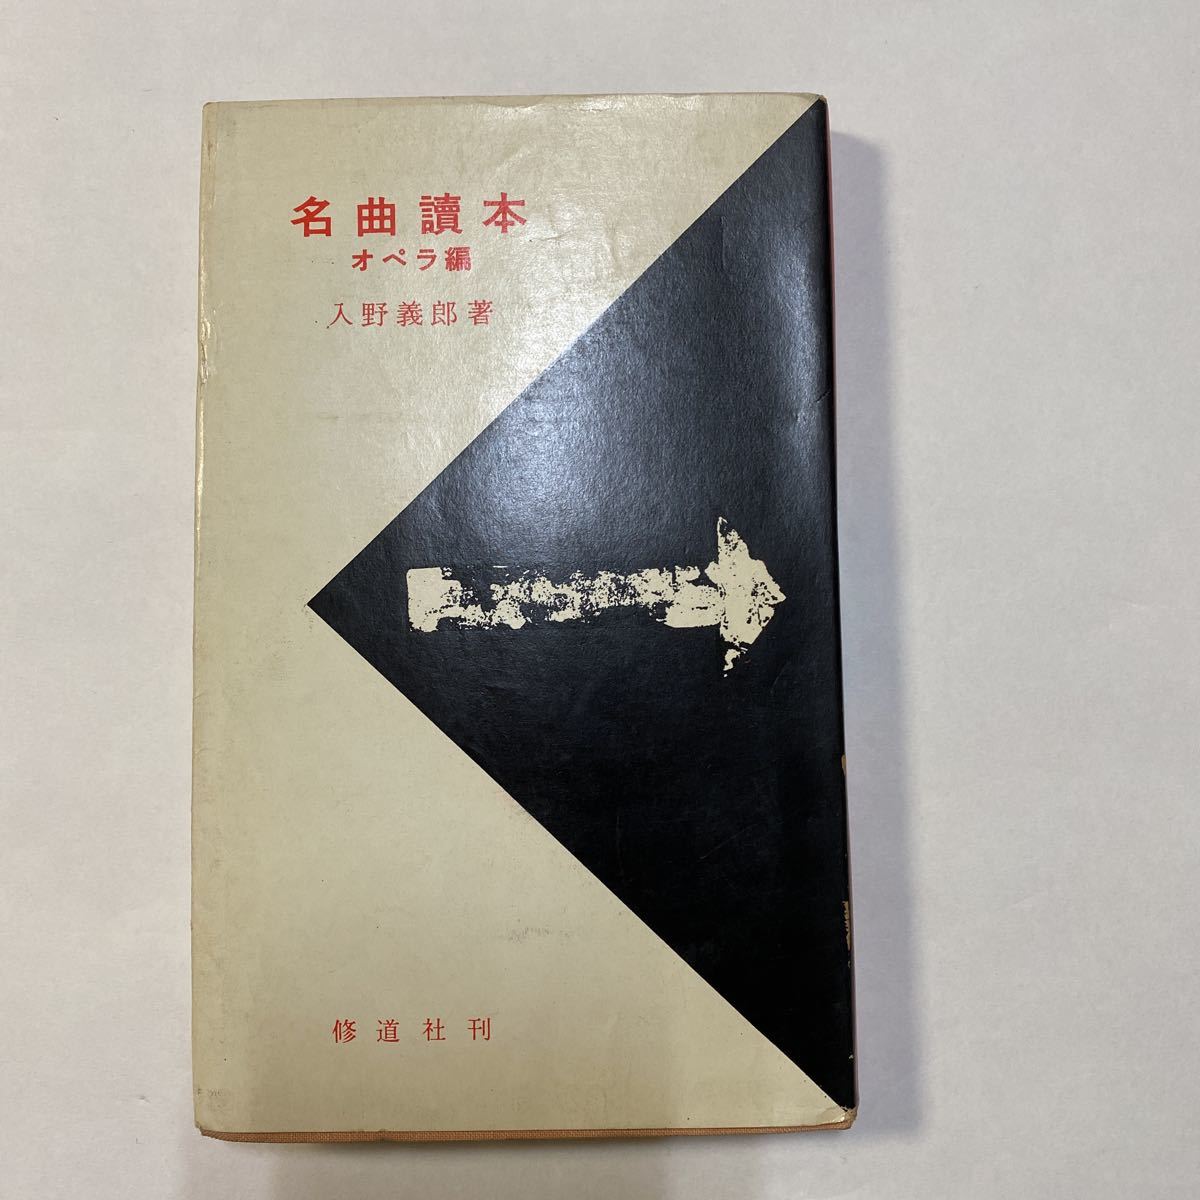 名曲讀本
オペラ編
入野義郎著
修道社刊